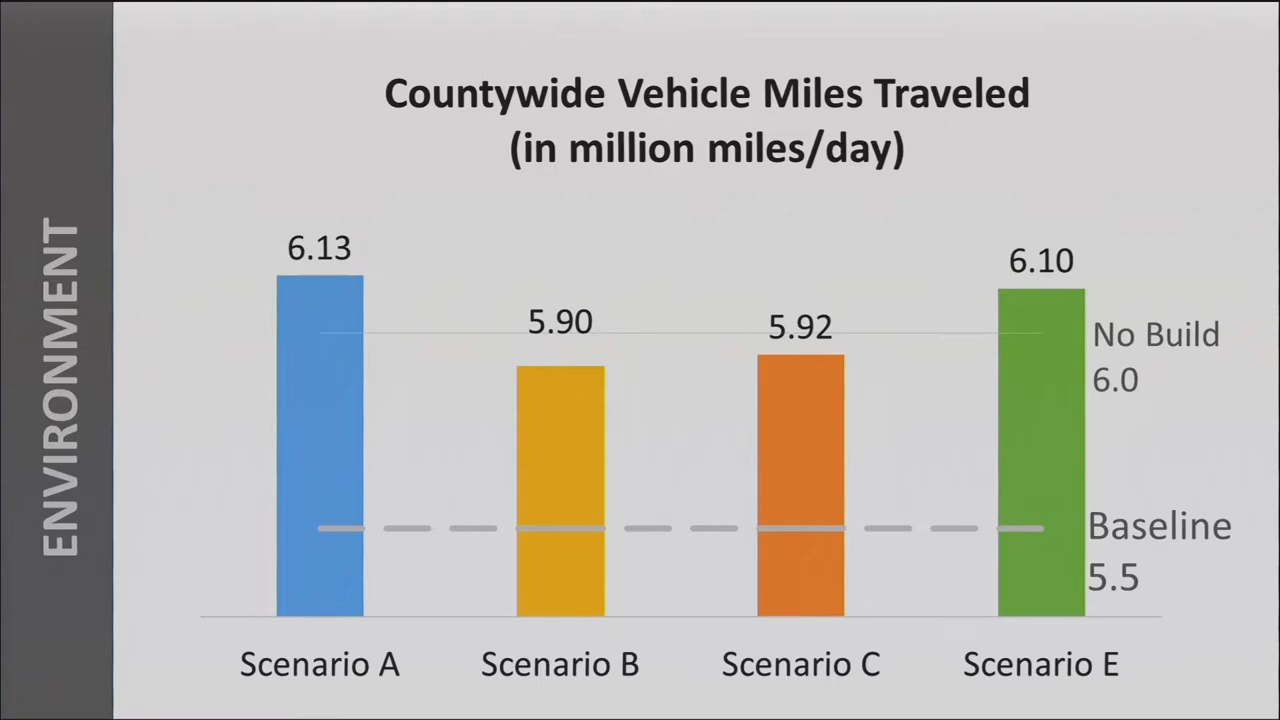 ENVIRONMENT
Countywide Vehicle Miles Traveled
(in million miles/day)
6.13
5.90
5.92
6.10
No Build
6.0
Baseline
5.5
Scenario A
Scenario B
Scenario C
Scenario E